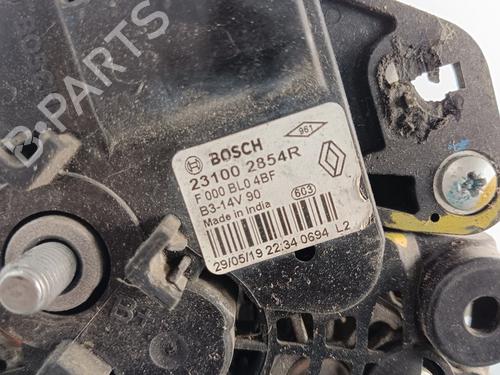 B-PARTS
961
BOSCH
23100 2854R
F 000 BL0 4BF
B3-14V 90
603
Made in India
29/05/19 22:34 0694 L2
B+